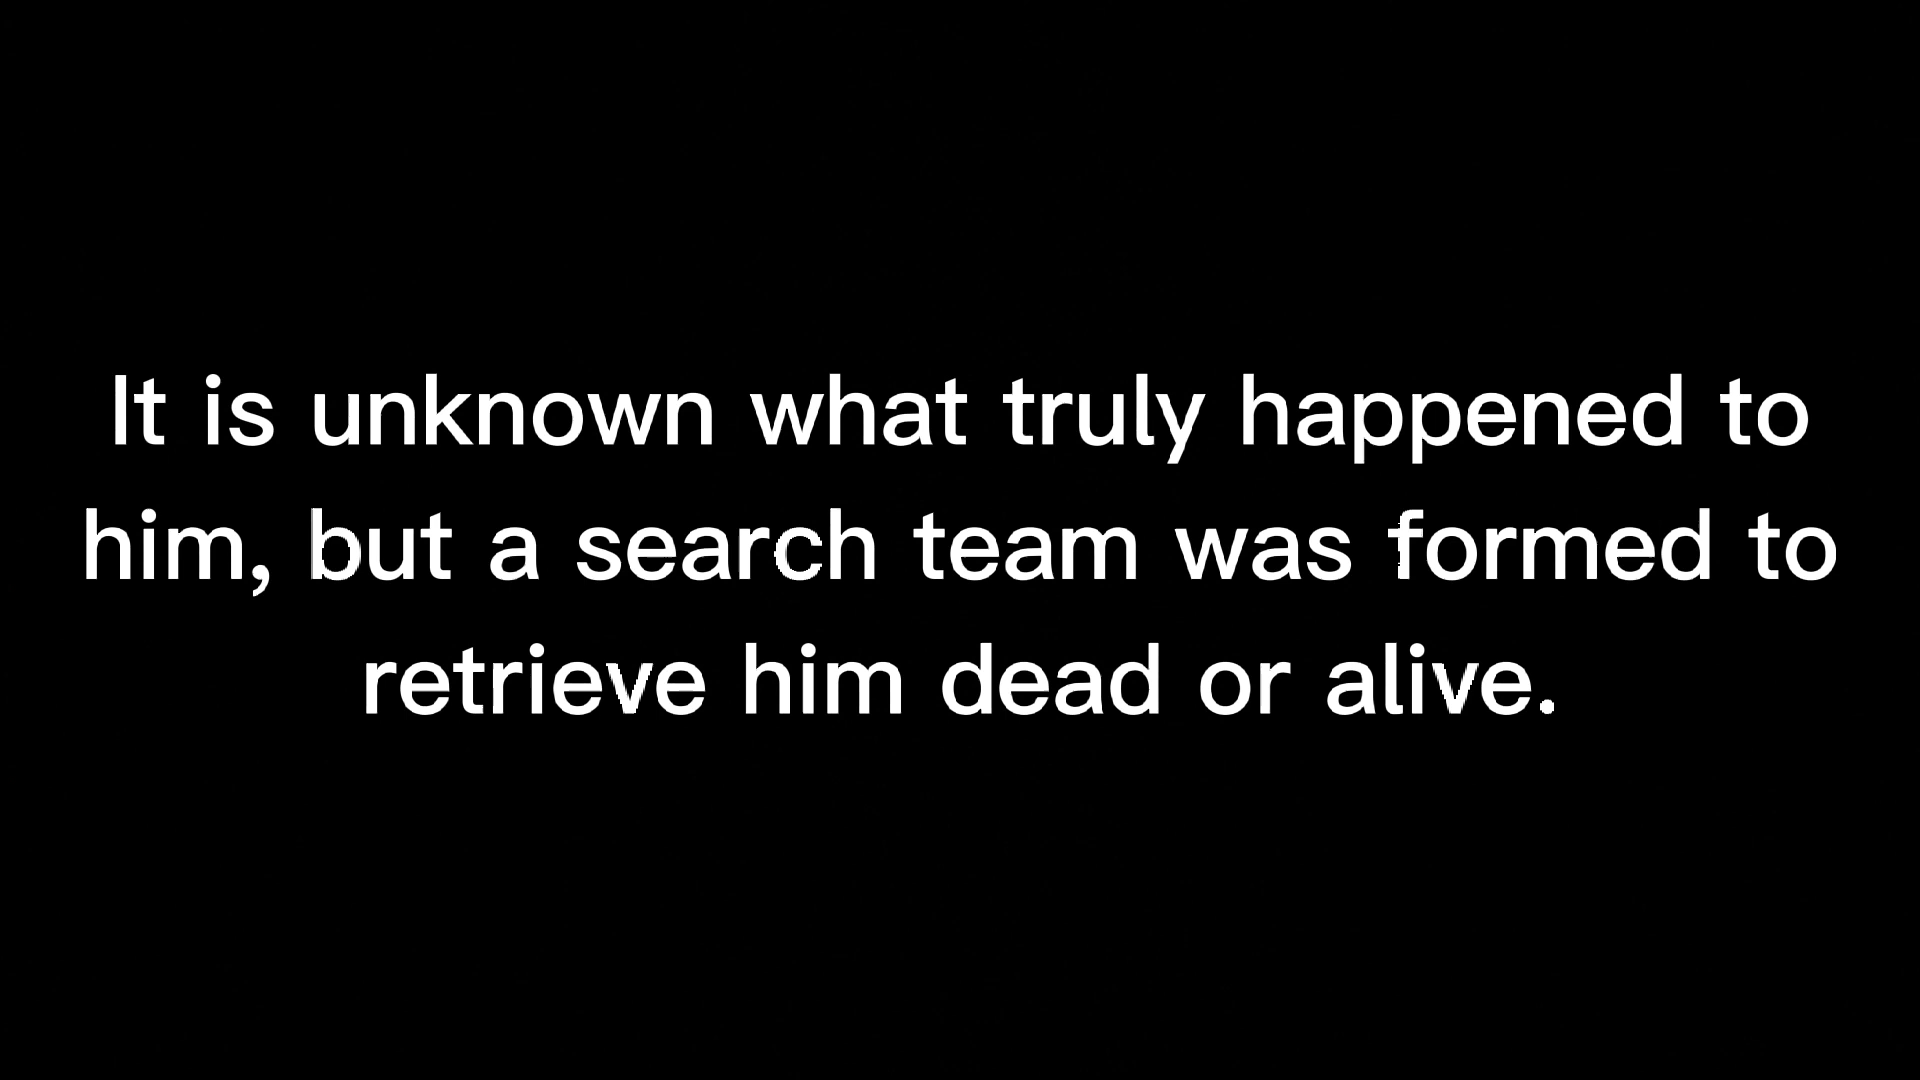 It is unknown what truly happened to
him, but a search team was formed to
retrieve him dead or alive.